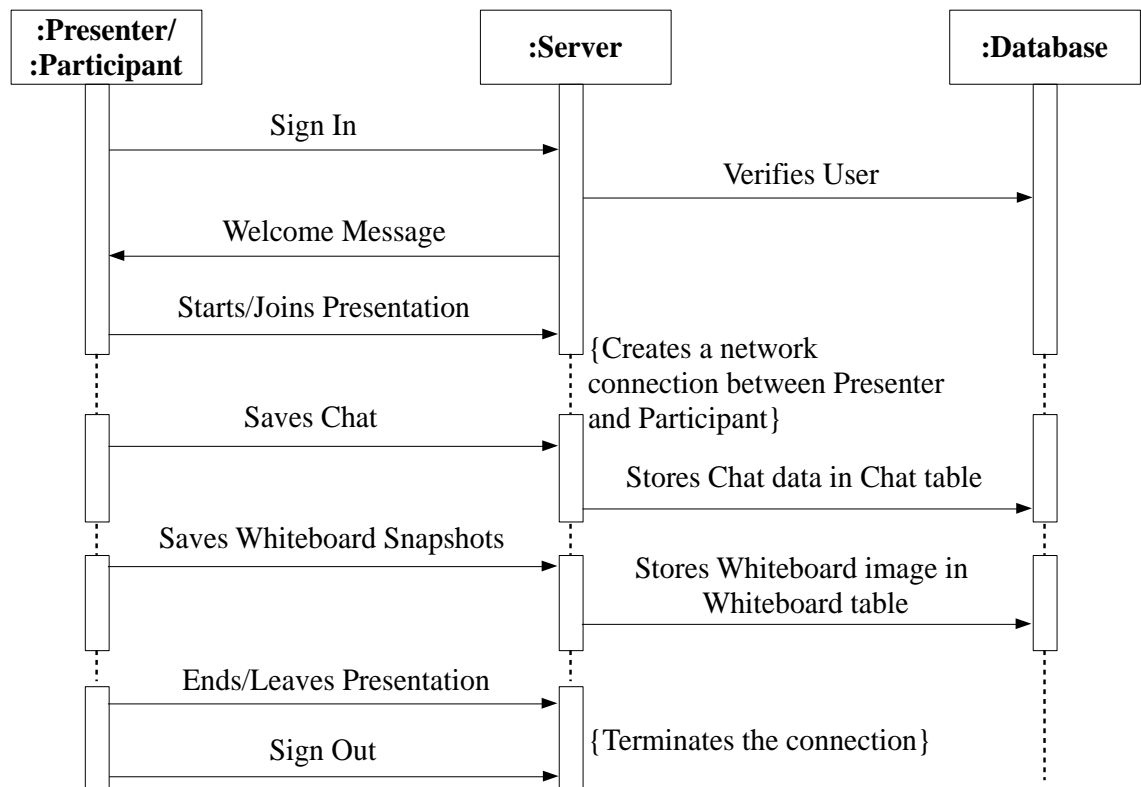 :Presenter/
:Participant
:Server
:Database
Sign In
Verifies User
Welcome Message
Starts/Joins Presentation
{Creates a network
connection between Presenter
and Participant}
Saves Chat
Stores Chat data in Chat table
Saves Whiteboard Snapshots
Stores Whiteboard image in
Whiteboard table
Ends/Leaves Presentation
{Terminates the connection}
Sign Out